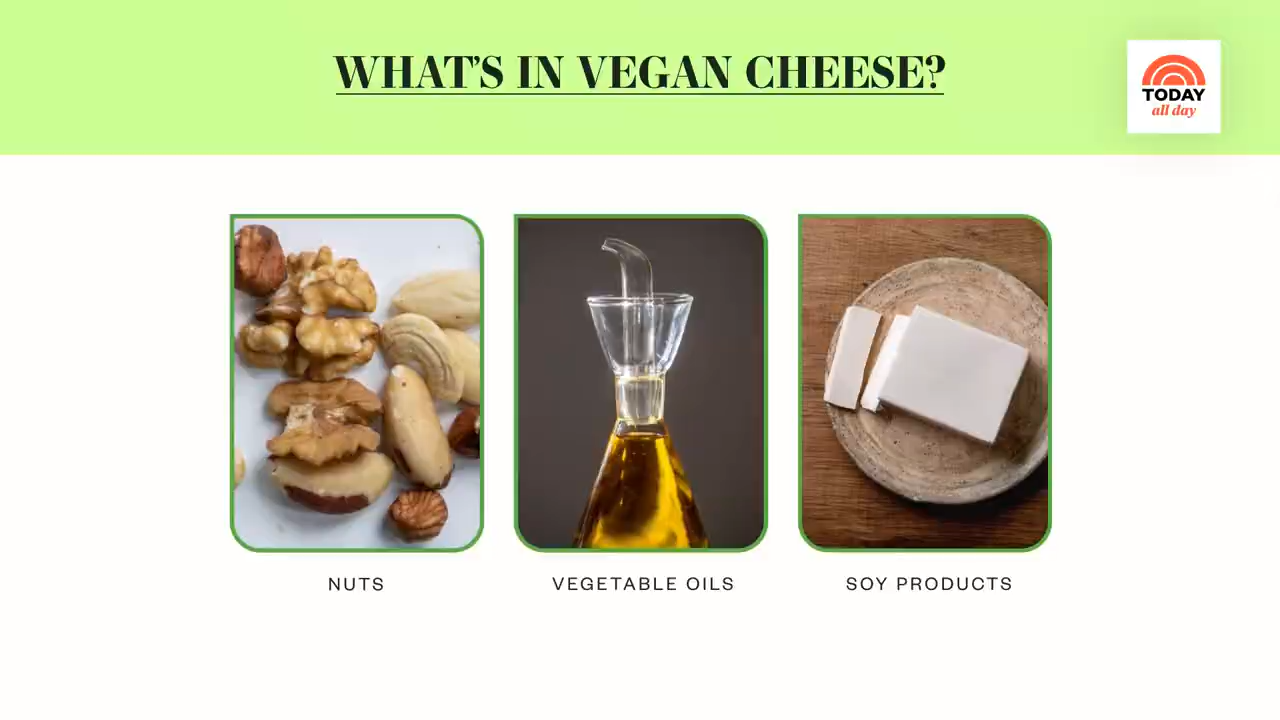 WHAT'S IN VEGAN CHEESE?
TODAY
all day
NUTS
VEGETABLE OILS
SOY PRODUCTS